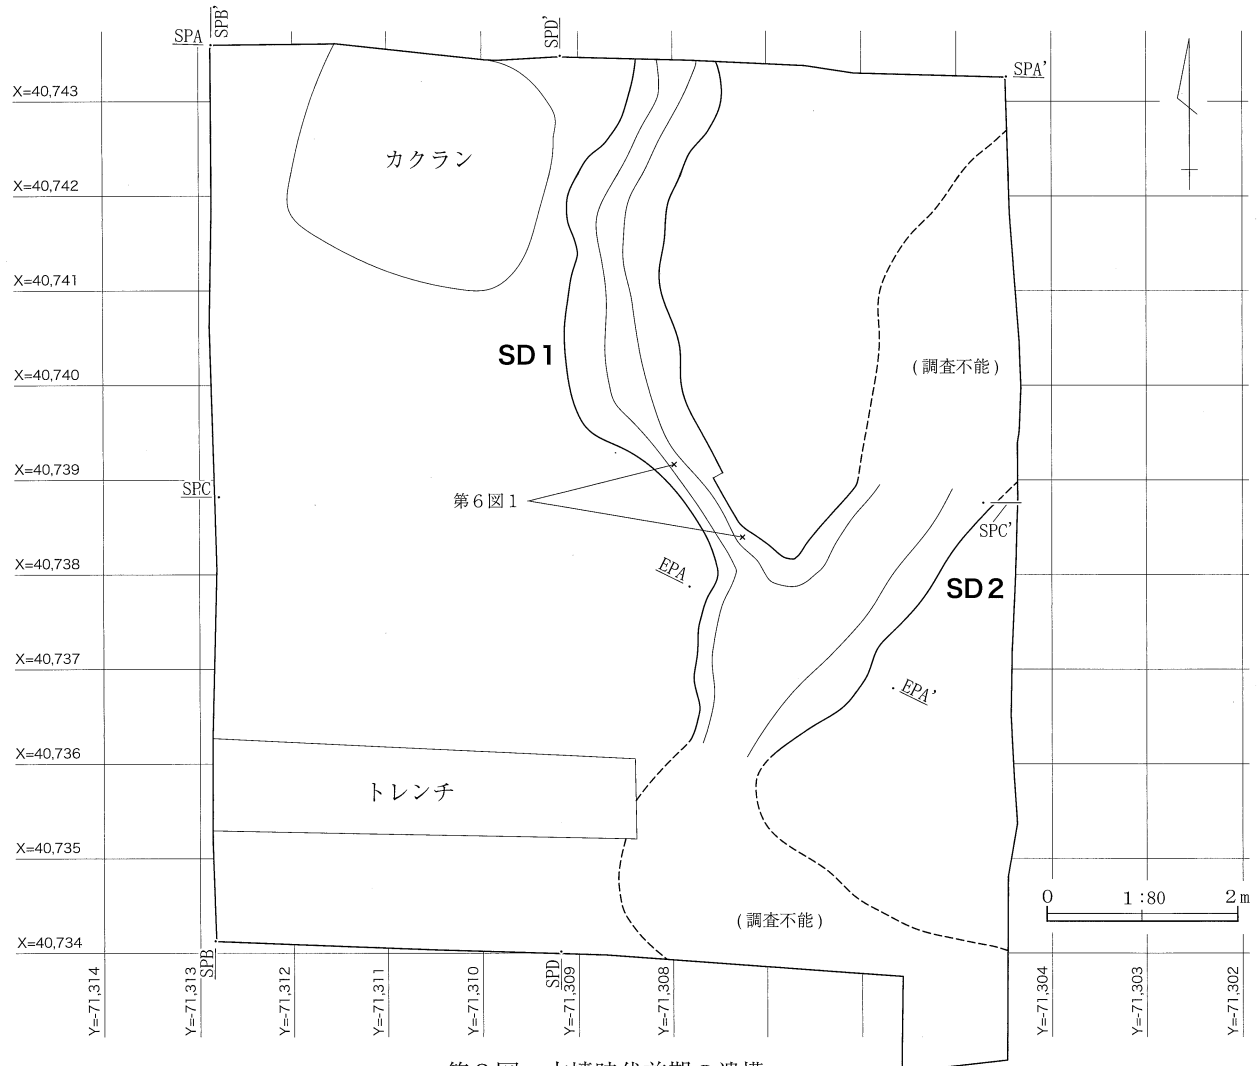 SPB'
SPD'
SPA
SPA'
X=40,743
カクラン
X=40,742
X=40,741
SD1
(調査不能)
X=40,740
X=40,739
SPC
第6図1
SPC'
X=40,738
EPA
SD2
X=40,737
EPA'
X=40,736
トレンチ
X=40,735
0 1:80 2m
(調査不能)
X=40,734
SPB
SPD
Y=-71,314
Y=-71,313
Y=-71,312
Y=-71,311
Y=-71,310
Y=-71,309
Y=-71,308
Y=-71,304
Y=-71,303
Y=-71,302